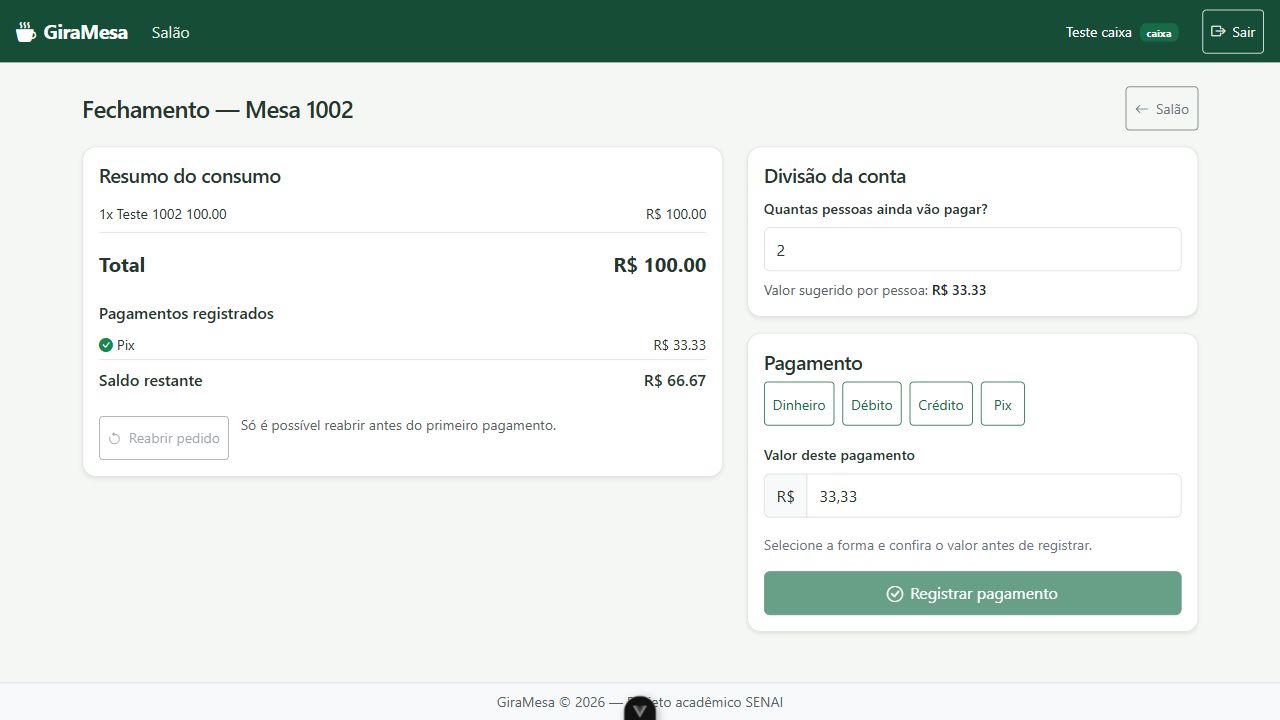 GiraMesa
Salão
Teste caixa
caixa
Sair
Fechamento — Mesa 1002
Salão
Resumo do consumo
1x Teste 1002 100.00 R$ 100.00
Total R$ 100.00
Pagamentos registrados
Pix R$ 33.33
Saldo restante R$ 66.67
Reabrir pedido
Só é possível reabrir antes do primeiro pagamento.
Divisão da conta
Quantas pessoas ainda vão pagar?
2
Valor sugerido por pessoa: R$ 33.33
Pagamento
Dinheiro Débito Crédito Pix
Valor deste pagamento
R$ 33,33
Selecione a forma e confira o valor antes de registrar.
Registrar pagamento
GiraMesa © 2026 — acadêmico SENAI